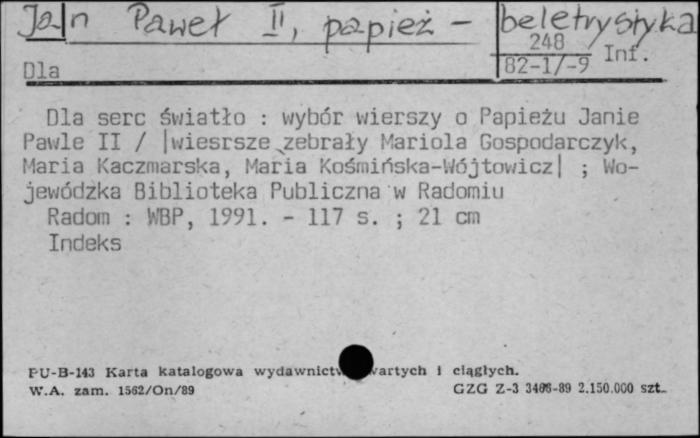 Jan Paweł II, papież - beletrystyka
248
82-1/-9 Inf.
Dla
Dla serc światło : wybór wierszy o Papieżu Janie
Pawle II / |wiesrsze zebrały Mariola Gospodarczyk,
Maria Kaczmarska, Maria Kośmińska-Wójtowicz| ; Wo-
jewódzka Biblioteka Publiczna w Radomiu
Radom : WBP, 1991. - 117 s. ; 21 cm
Indeks
PU-B-143 Karta katalogowa wydawnictw wartych i ciągłych.
W.A. zam. 1562/On/89 GZG Z-3 3406-89 2.150.000 szt.